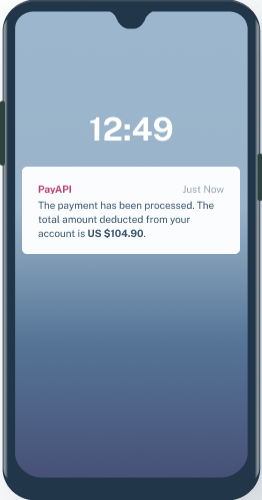 12:49
PayAPI Just Now
The payment has been processed. The
total amount deducted from your
account is US $104.90.